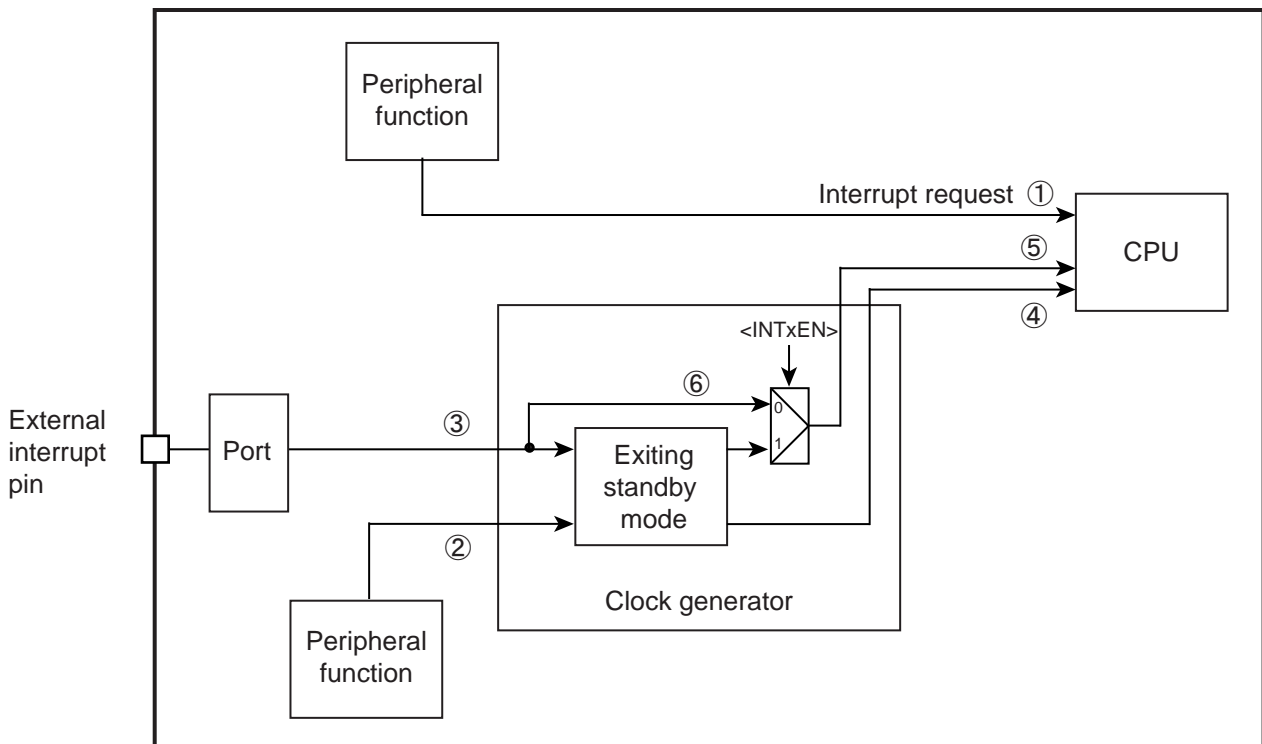 Peripheral
function
Interrupt request ①
CPU
⑤
④
<INTxEN>
⑥
0
External
interrupt
pin
Port
③
1
Exiting
standby
mode
②
Clock generator
Peripheral
function